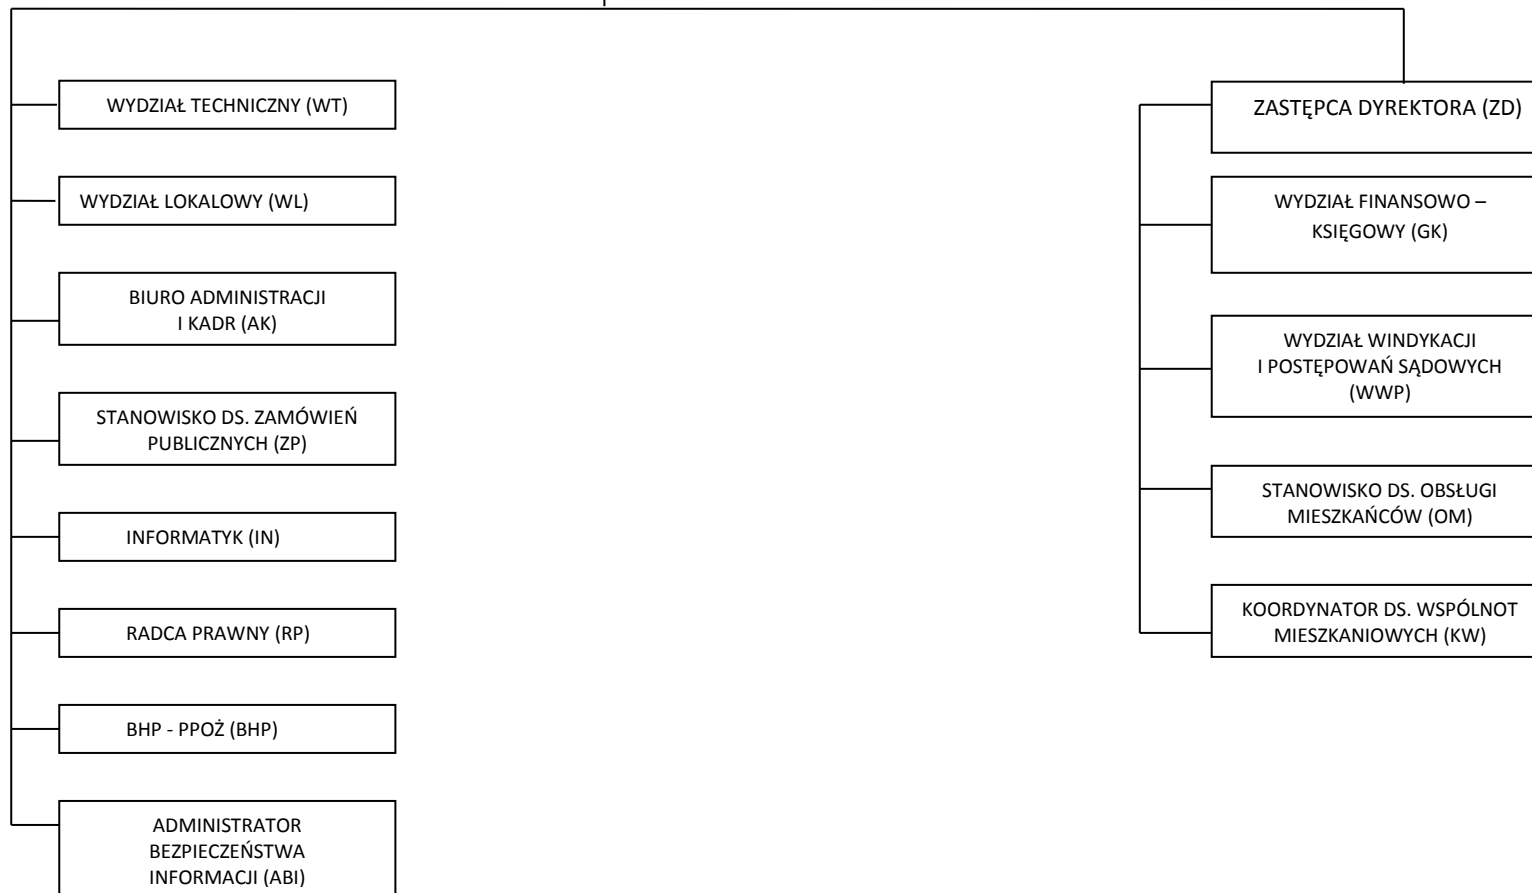 WYDZIAŁ TECHNICZNY (WT)
WYDZIAŁ LOKALOWY (WL)
BIURO ADMINISTRACJI
I KADR (AK)
STANOWISKO DS. ZAMÓWIEŃ
PUBLICZNYCH (ZP)
INFORMATYK (IN)
RADCA PRAWNY (RP)
BHP - PPOŻ (BHP)
ADMINISTRATOR
BEZPIECZEŃSTWA
INFORMACJI (ABI)
ZASTĘPCA DYREKTORA (ZD)
WYDZIAŁ FINANSOWO –
KSIĘGOWY (GK)
WYDZIAŁ WINDYKACJI
I POSTĘPOWAŃ SĄDOWYCH
(WWP)
STANOWISKO DS. OBSŁUGI
MIESZKAŃCÓW (OM)
KOORDYNATOR DS. WSPÓLNOT
MIESZKANIOWYCH (KW)